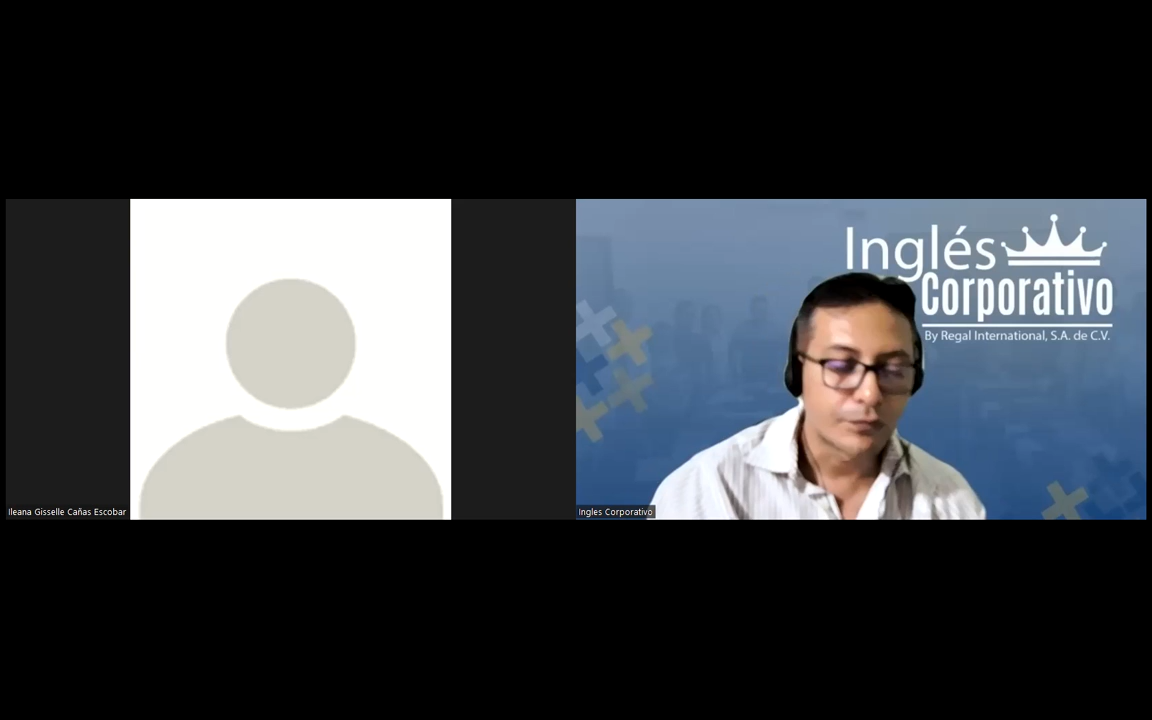 Inglés
Corporativo
By Regal International, S.A. de C.V.
Ileana Gisselle Cañas Escobar
Ingles Corporativo